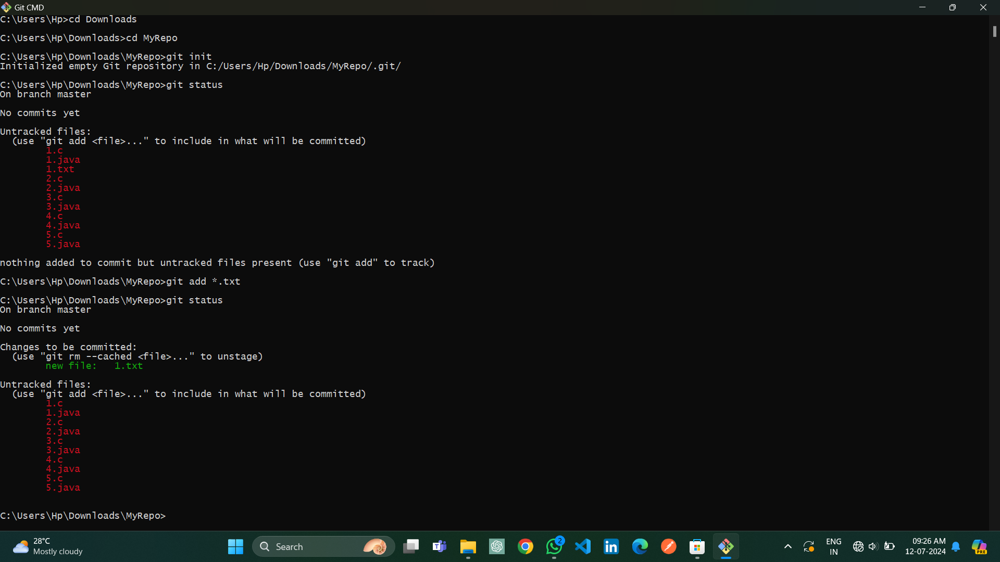 Git CMD
C:\Users\Hp>cd Downloads
C:\Users\Hp\Downloads>cd MyRepo
C:\Users\Hp\Downloads\MyRepo>git init
Initialized empty Git repository in C:/Users/Hp/Downloads/MyRepo/.git/
C:\Users\Hp\Downloads\MyRepo>git status
On branch master
No commits yet
Untracked files:
  (use "git add <file>..." to include in what will be committed)
        1.c
        1.java
        1.txt
        2.c
        2.java
        3.c
        3.java
        4.c
        4.java
        5.c
        5.java
nothing added to commit but untracked files present (use "git add" to track)
C:\Users\Hp\Downloads\MyRepo>git add *.txt
C:\Users\Hp\Downloads\MyRepo>git status
On branch master
No commits yet
Changes to be committed:
  (use "git rm --cached <file>..." to unstage)
        new file:   1.txt
Untracked files:
  (use "git add <file>..." to include in what will be committed)
        1.c
        1.java
        2.c
        2.java
        3.c
        3.java
        4.c
        4.java
        5.c
        5.java
C:\Users\Hp\Downloads\MyRepo>
28°C
Mostly cloudy
Search
2
ENG
IN
09:26 AM
12-07-2024
PRE